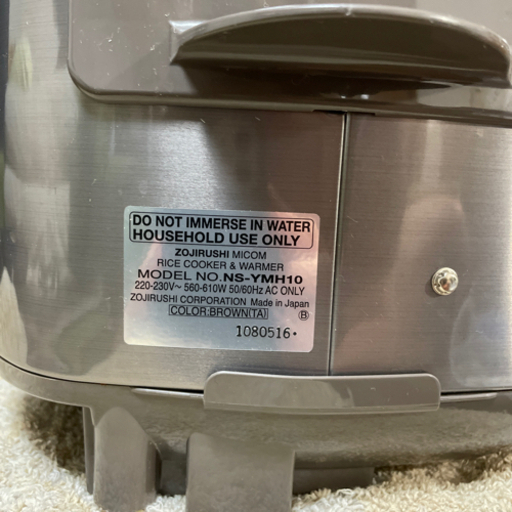 DO NOT IMMERSE IN WATER
HOUSEHOLD USE ONLY
ZOJIRUSHI MICOM
RICE COOKER & WARMER
MODEL NO.NS-YMH10
220-230V~ 560-610W 50/60Hz AC ONLY
ZOJIRUSHI CORPORATION Made in Japan
COLOR:BROWN(TA) Ⓑ
1080516•